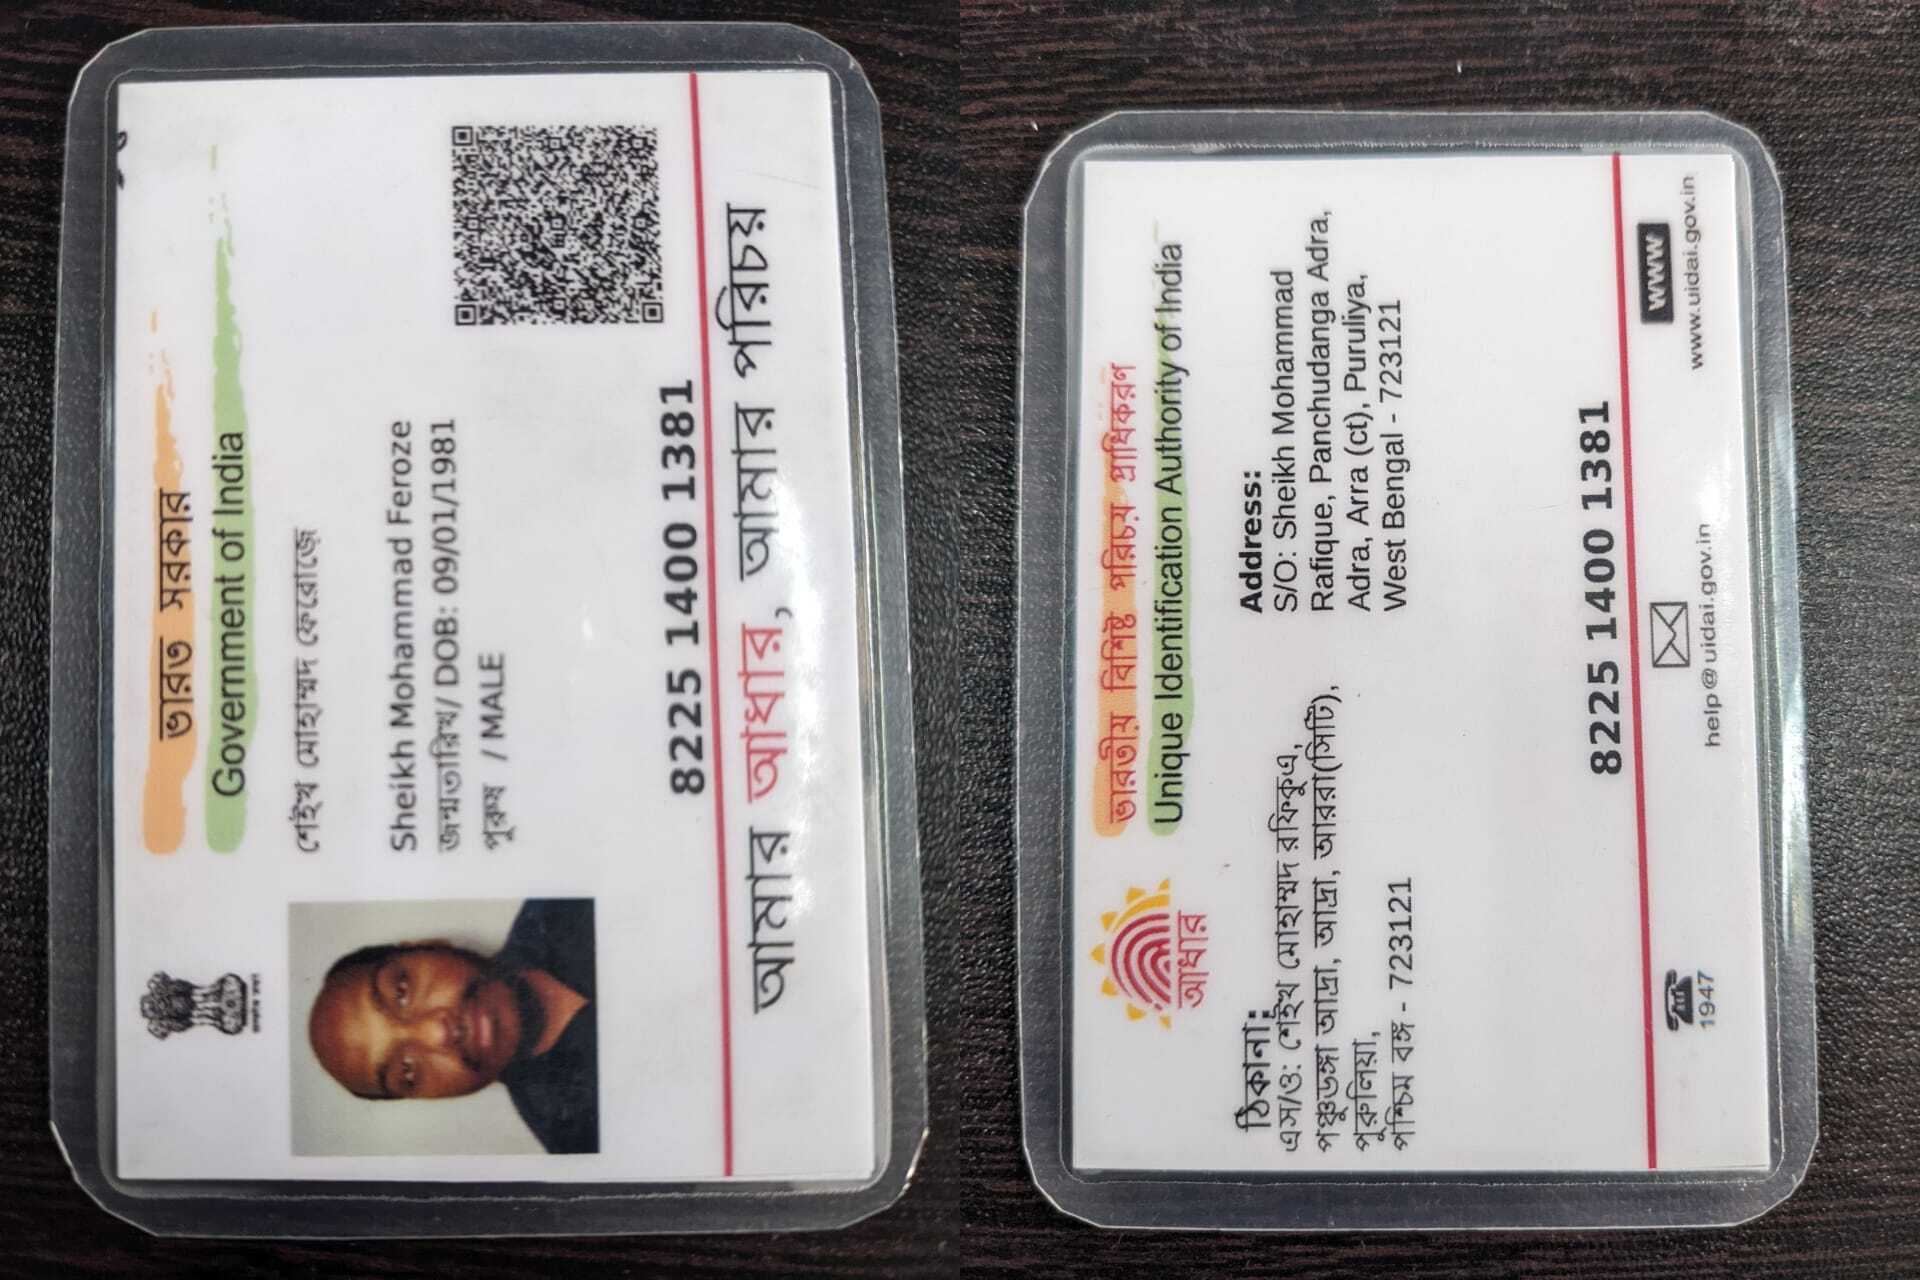 ভারত সরকার
Government of India
শেইখ মোহাম্মদ ফেরোজে
Sheikh Mohammad Feroze
জন্মতারিখ/ DOB: 09/01/1981
পুরুষ / MALE
8225 1400 1381
আমার আধার, আমার পরিচয়
ভারতীয় বিশিষ্ট পরিচয় প্রাধিকরণ
Unique Identification Authority of India
আধার
ঠিকানা:
এস/ও: শেইখ মোহাম্মদ রফিকুএ,
পঞ্চুডঙ্গা আদ্রা, আদ্রা, আররা(সিটি),
পুরুলিয়া,
পশ্চিম বঙ্গ - 723121
Address:
S/O: Sheikh Mohammad
Rafique, Panchudanga Adra,
Adra, Arra (ct), Puruliya,
West Bengal - 723121
8225 1400 1381
1947
help@uidai.gov.in
www
www.uidai.gov.in